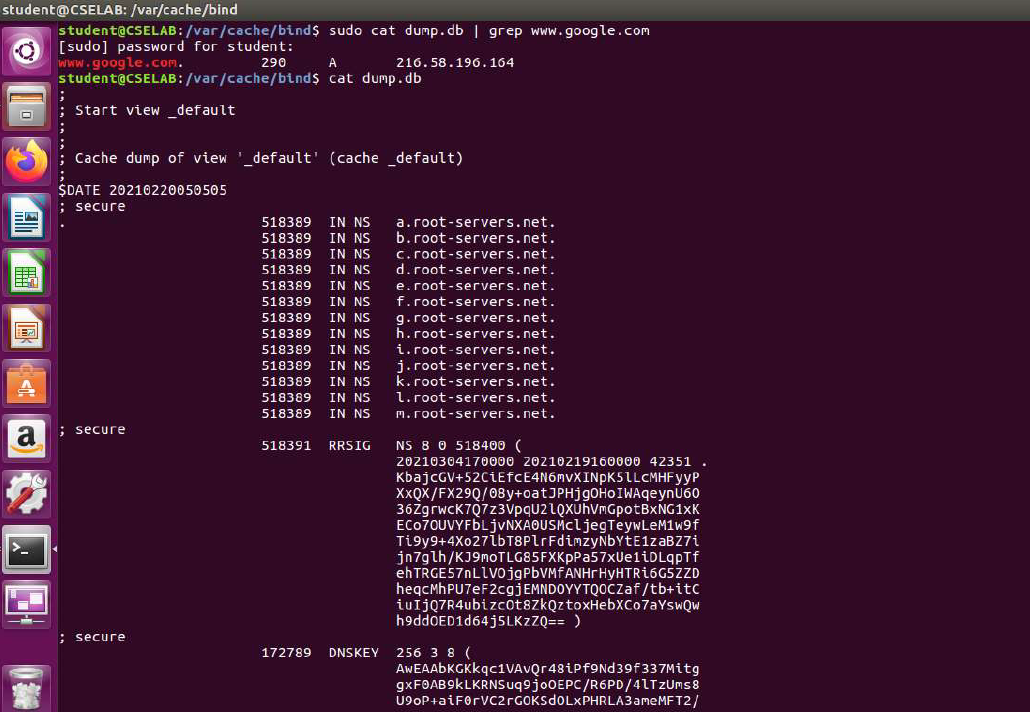 student@CSELAB: /var/cache/bind
student@CSELAB:/var/cache/bind$ sudo cat dump.db | grep www.google.com
[sudo] password for student:
www.google.com. 290 A 216.58.196.164
student@CSELAB:/var/cache/bind$ cat dump.db
;
; Start view _default
;
;
; Cache dump of view '_default' (cache _default)
;
$DATE 20210220050505
; secure
. 518389 IN NS a.root-servers.net.
518389 IN NS b.root-servers.net.
518389 IN NS c.root-servers.net.
518389 IN NS d.root-servers.net.
518389 IN NS e.root-servers.net.
518389 IN NS f.root-servers.net.
518389 IN NS g.root-servers.net.
518389 IN NS h.root-servers.net.
518389 IN NS i.root-servers.net.
518389 IN NS j.root-servers.net.
518389 IN NS k.root-servers.net.
518389 IN NS l.root-servers.net.
518389 IN NS m.root-servers.net.
; secure
518391 RRSIG NS 8 0 518400 (
20210304170000 20210219160000 42351 .
KbajcGV+52CiEfcE4N6mvXINpK5lLcMHFyyP
XxQX/FX29Q/08y+oatJPHjgOHoIWAqeynU6O
36ZgrwcK7Q7z3VpqU2lQXUhVmGpotBxNG1xK
ECo7OUVYFbLjvNXA0USMcljegTeywLeM1w9f
Ti9y9+4Xo27lbT8PlrFdimzyNbYtE1zaBZ7i
jn7glh/KJ9moTLG85FXKpPa57xUe1iDLqpTf
ehTRGE57nLlVOjgPbVMfANHrHyHTRi6G5ZZD
heqcMhPU7eF2cgjEMNDOYYTQOCZaf/tb+itC
iuIjQ7R4ubizcOt8ZkQztoxHebXCo7aYswQw
h9ddOED1d64j5LKzZQ== )
; secure
172789 DNSKEY 256 3 8 (
AwEAAbKGKkqc1VAvQr48iPf9Nd39f337Mitg
gxF0AB9kLKRNSuq9joOEPC/R6PD/4lTzUms8
U9oP+aiF0rVC2rGOKSdOLxPHRLA3ameMFT2/